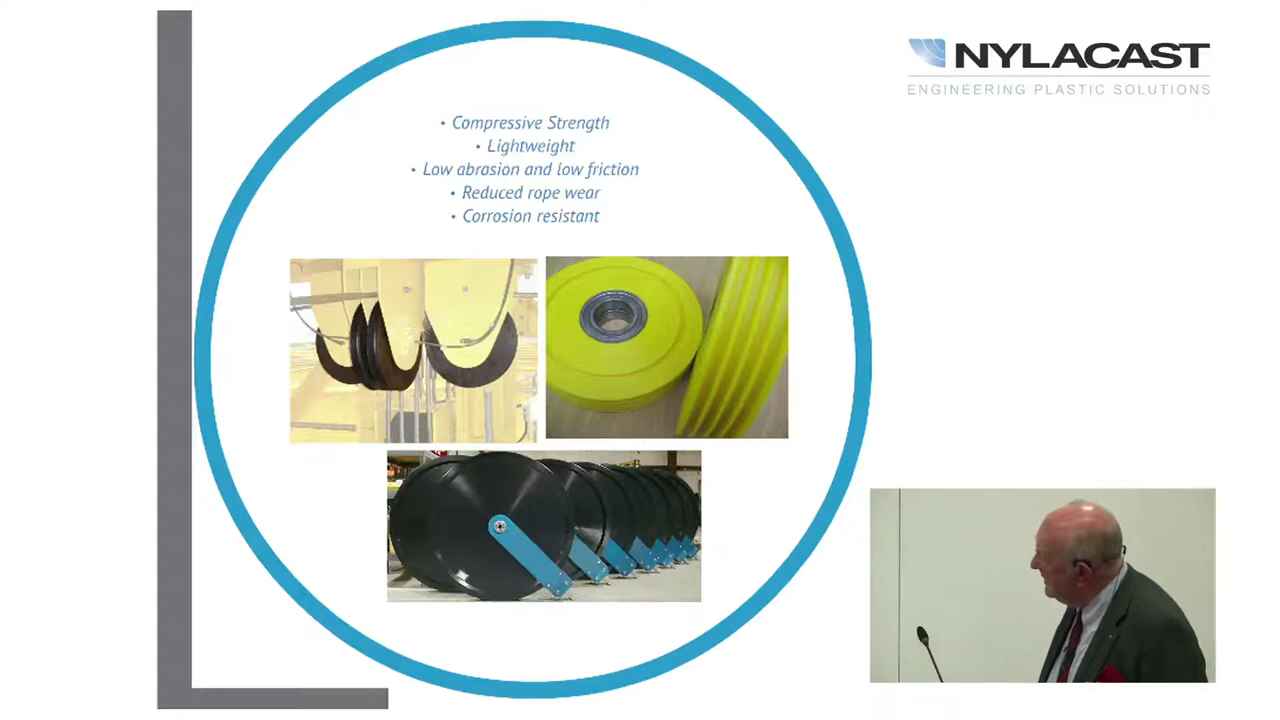 NYLACAST
ENGINEERING PLASTIC SOLUTIONS
• Compressive Strength
• Lightweight
• Low abrasion and low friction
• Reduced rope wear
• Corrosion resistant